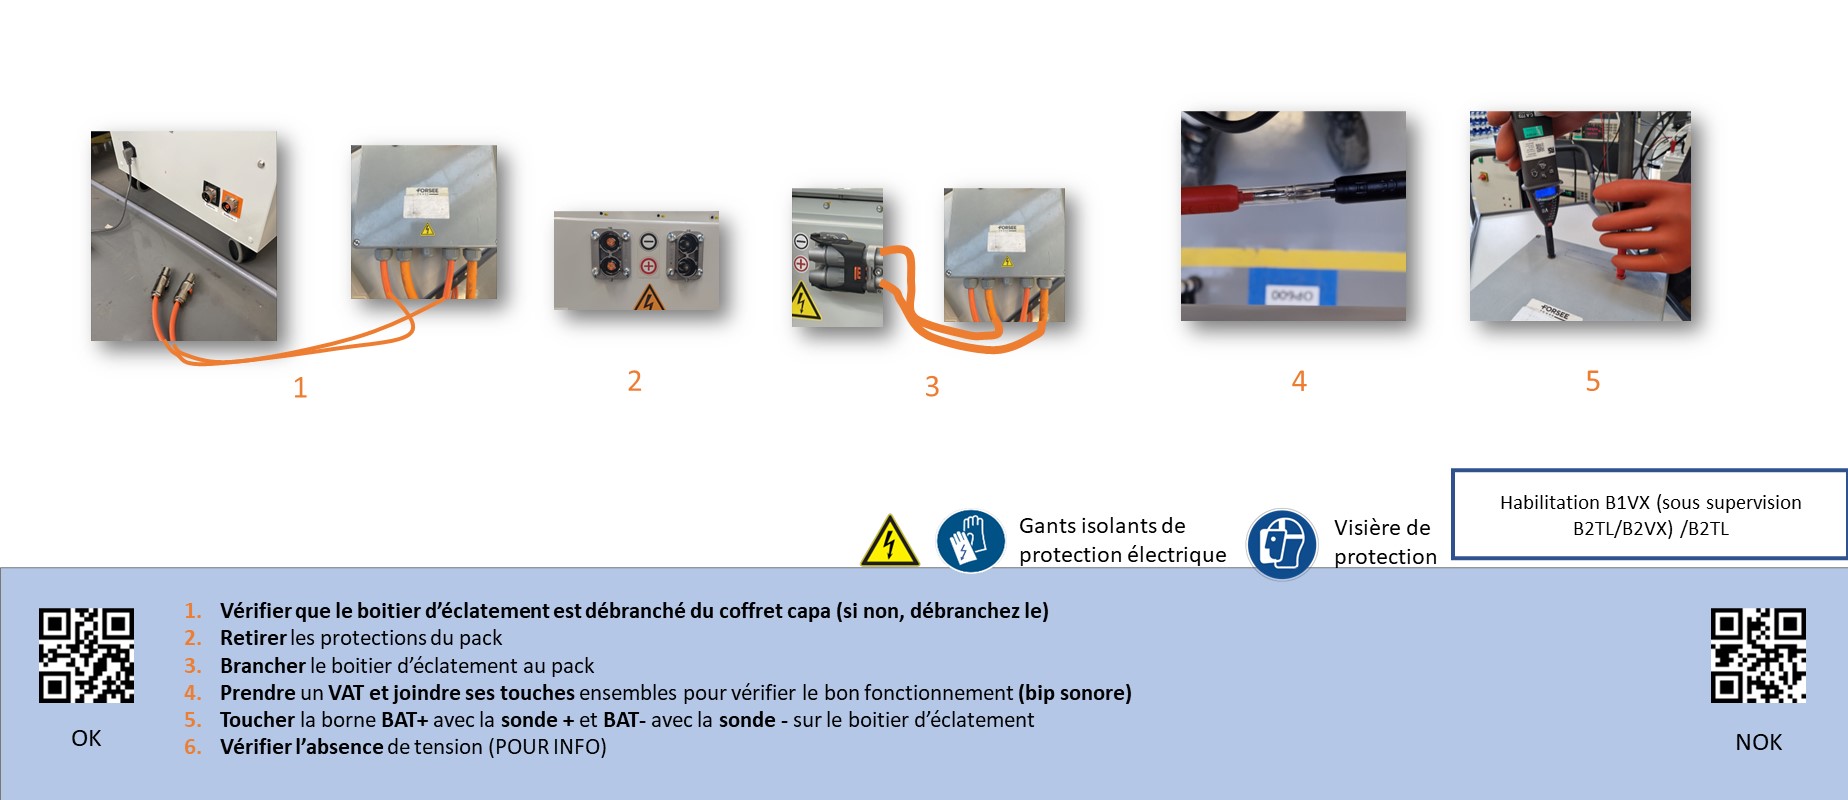 FORSEE
FORSEE
OP600
FORSEE
1
2
3
4
5
Habilitation B1VX (sous supervision
B2TL/B2VX) /B2TL
Gants isolants de
protection électrique
Visière de
protection
1. Vérifier que le boitier d’éclatement est débranché du coffret capa (si non, débranchez le)
2. Retirer les protections du pack
3. Brancher le boitier d’éclatement au pack
4. Prendre un VAT et joindre ses touches ensembles pour vérifier le bon fonctionnement (bip sonore)
5. Toucher la borne BAT+ avec la sonde + et BAT- avec la sonde - sur le boitier d’éclatement
6. Vérifier l’absence de tension (POUR INFO)
OK
NOK